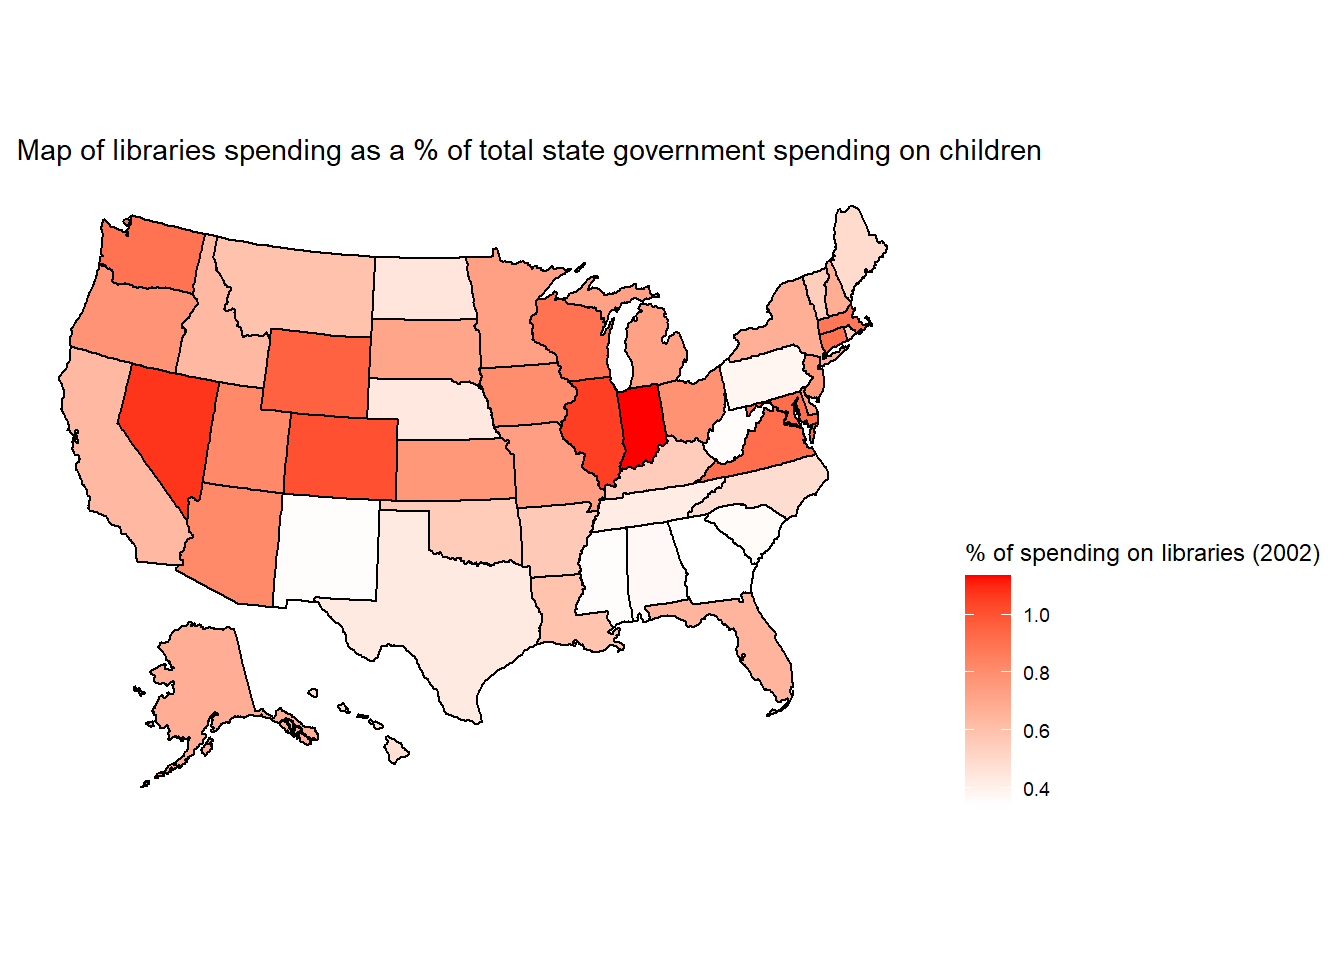 Map of libraries spending as a % of total state government spending on children
% of spending on libraries (2002)
1.0
0.8
0.6
0.4